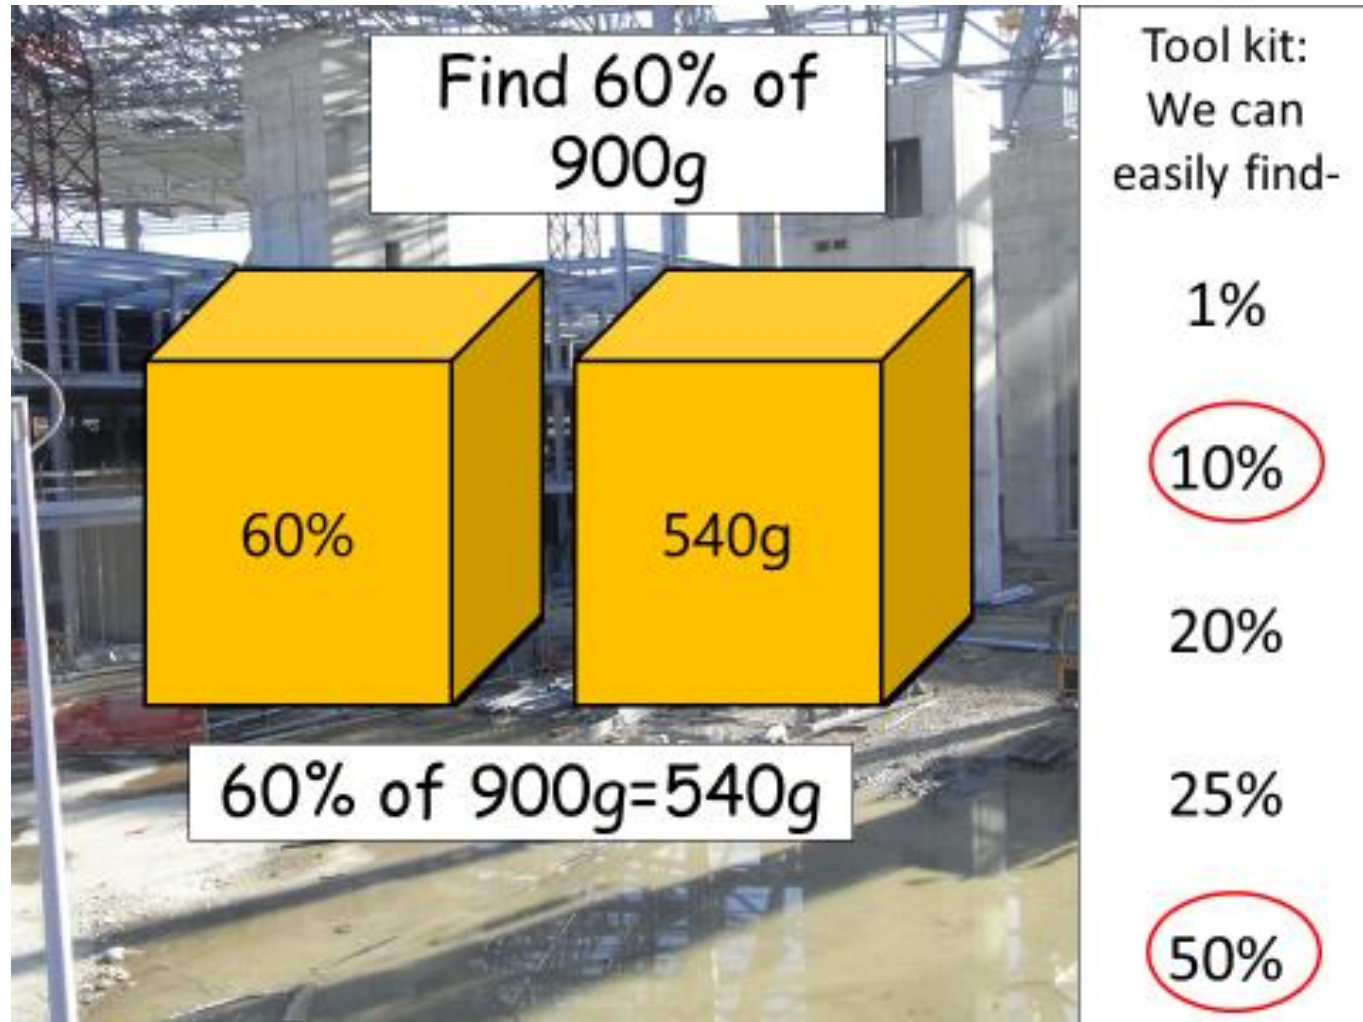 Find 60% of
900g
60%
540g
60% of 900g=540g
Tool kit:
We can
easily find-
1%
10%
20%
25%
50%